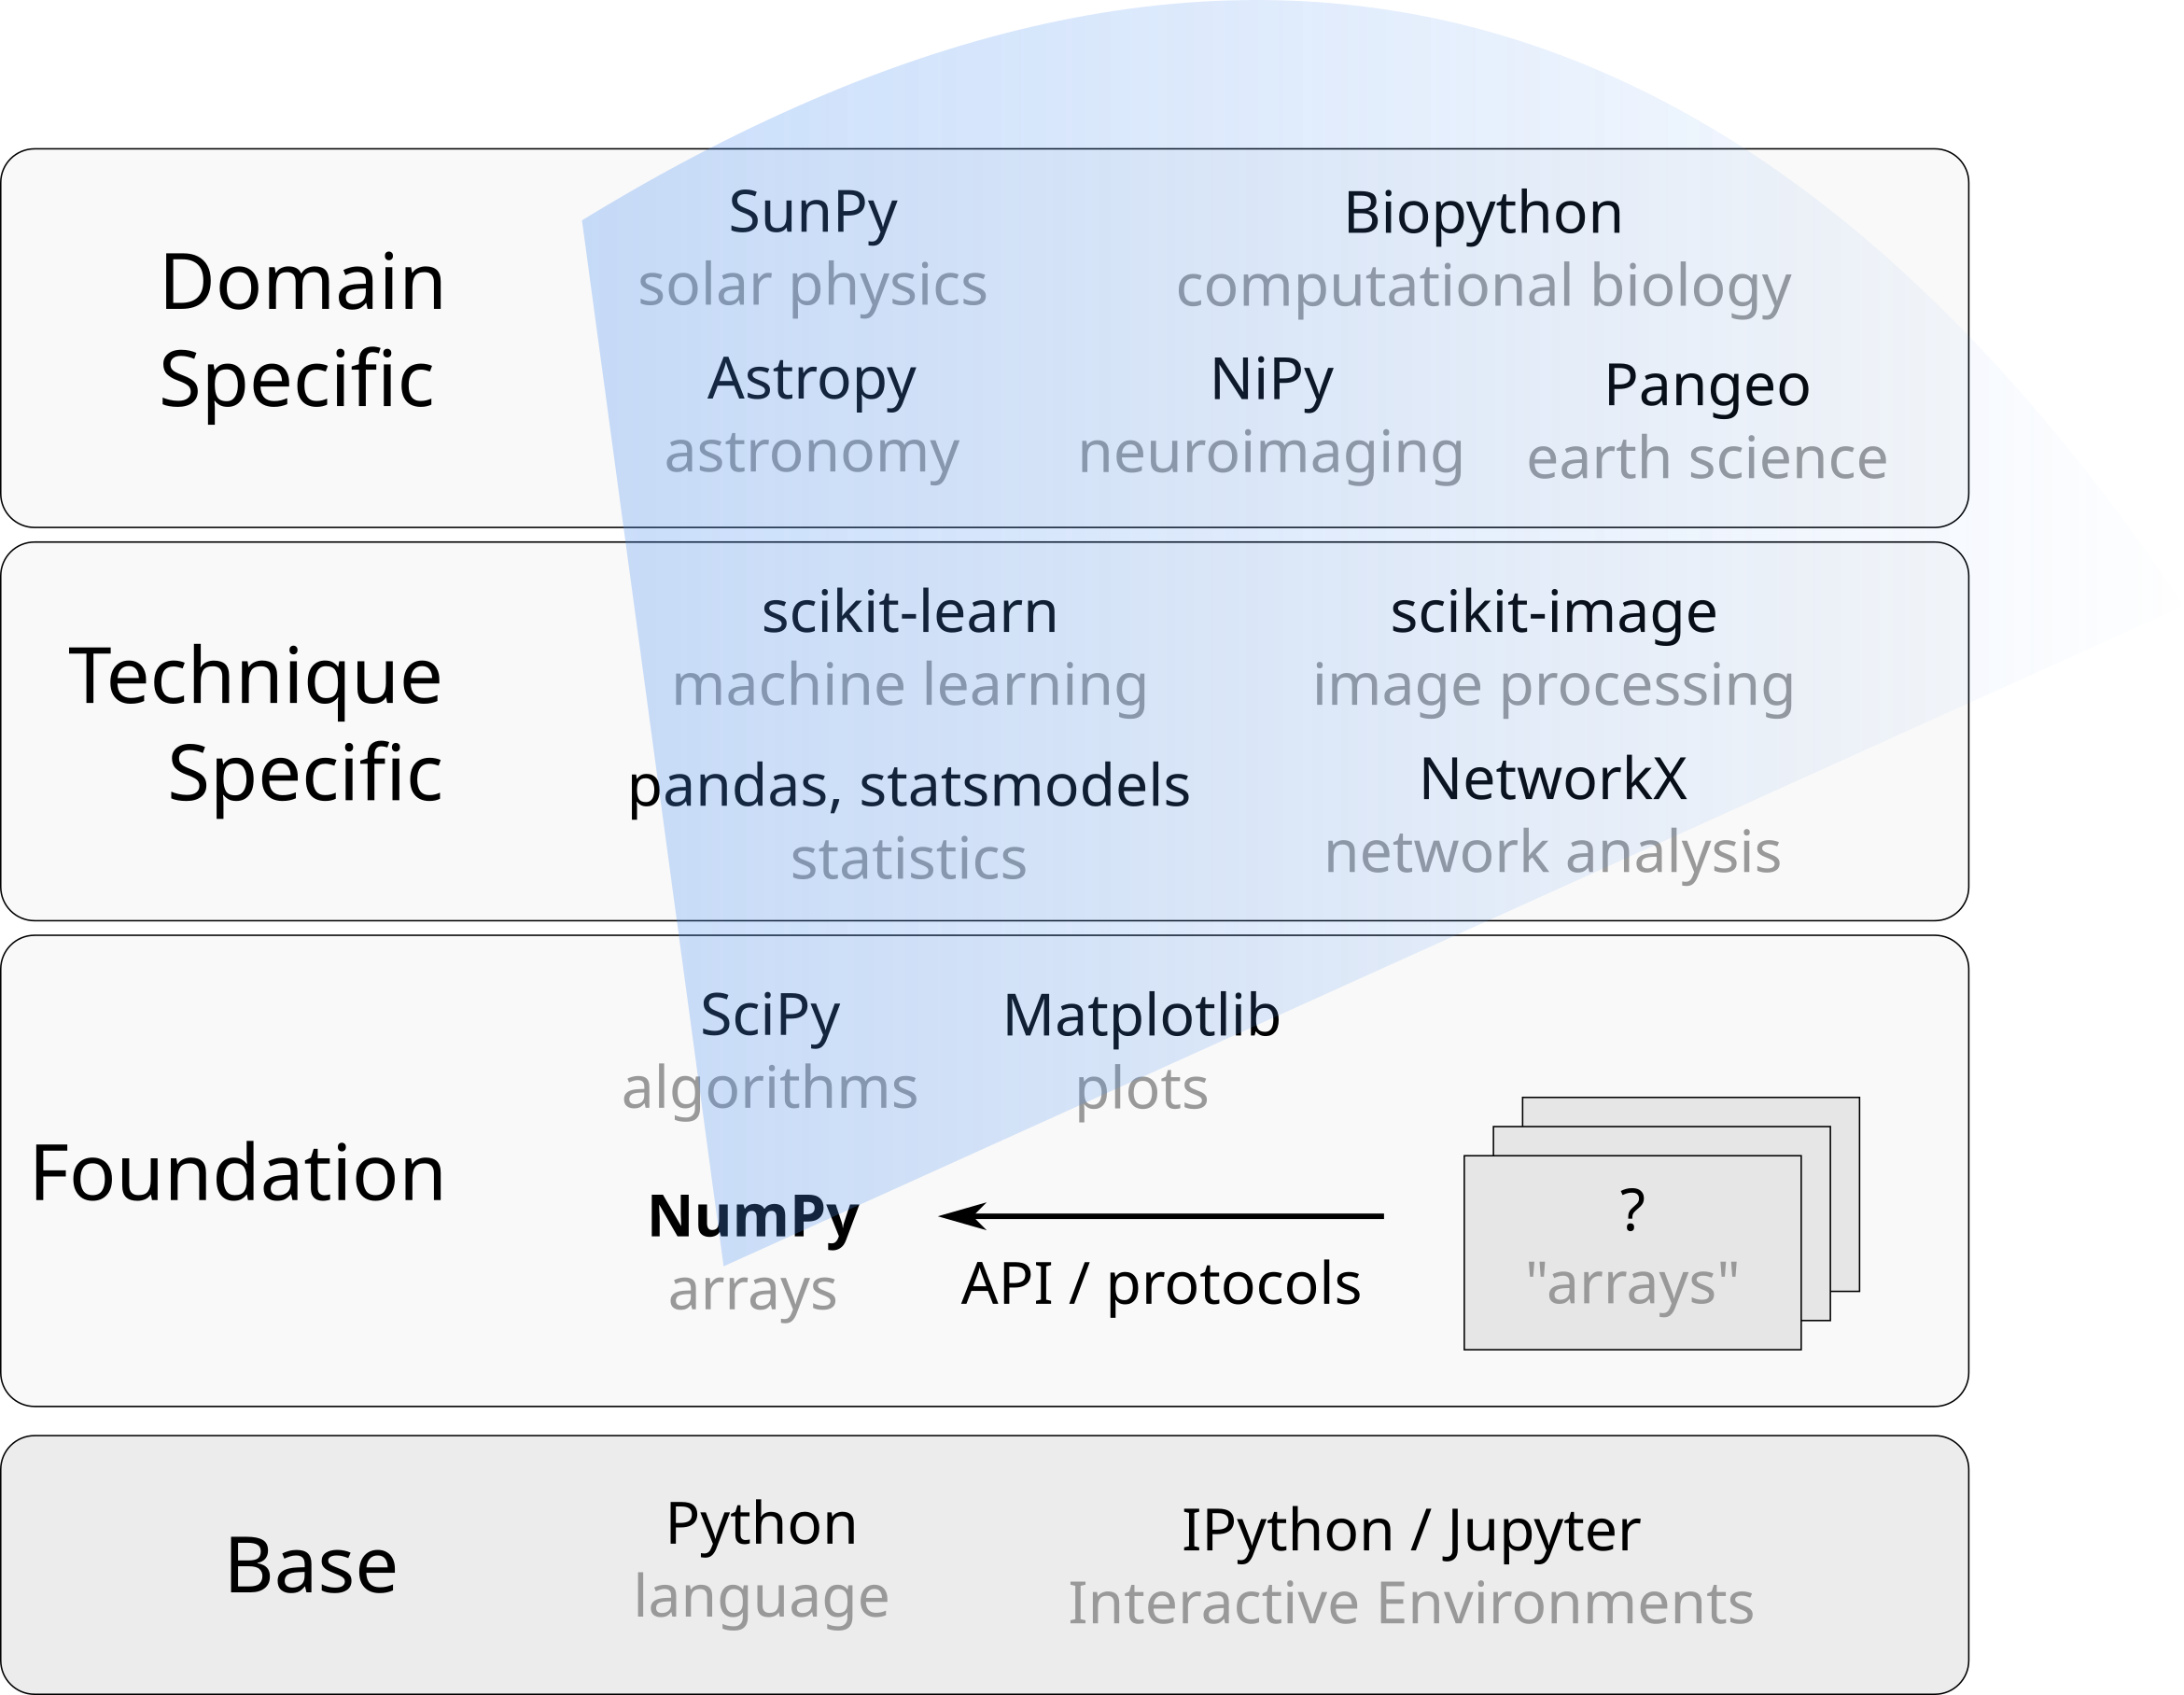 Domain
Specific
SunPy
solar physics
Biopython
computational biology
Astropy
astronomy
NiPy
neuroimaging
Pangeo
earth science
Technique
Specific
scikit-learn
machine learning
scikit-image
image processing
pandas, statsmodels
statistics
NetworkX
network analysis
Foundation
SciPy
algorithms
Matplotlib
plots
NumPy
arrays
API / protocols
?
"arrays"
Base
Python
language
IPython / Jupyter
Interactive Environments